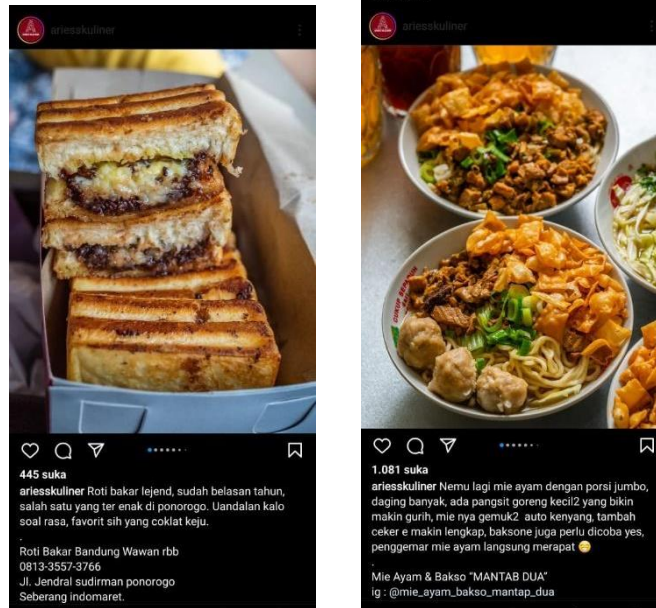 ariesskuliner
445 suka
ariesskuliner Roti bakar lejend, sudah belasan tahun,
salah satu yang ter enak di ponorogo. Uandalan kalo
soal rasa, favorit sih yang coklat keju.
.
Roti Bakar Bandung Wawan rbb
0813-3557-3766
Jl. Jendral sudirman ponorogo
Seberang indomaret.
ariesskuliner
1.081 suka
ariesskuliner Nemu lagi mie ayam dengan porsi jumbo,
daging banyak, ada pangsit goreng kecil2 yang bikin
makin gurih, mie nya gemuk2 auto kenyang, tambah
ceker e makin lengkap, baksone juga perlu dicoba yes,
penggemar mie ayam langsung merapat 😁
.
Mie Ayam & Bakso "MANTAB DUA"
ig : @mie_ayam_bakso_mantap_dua